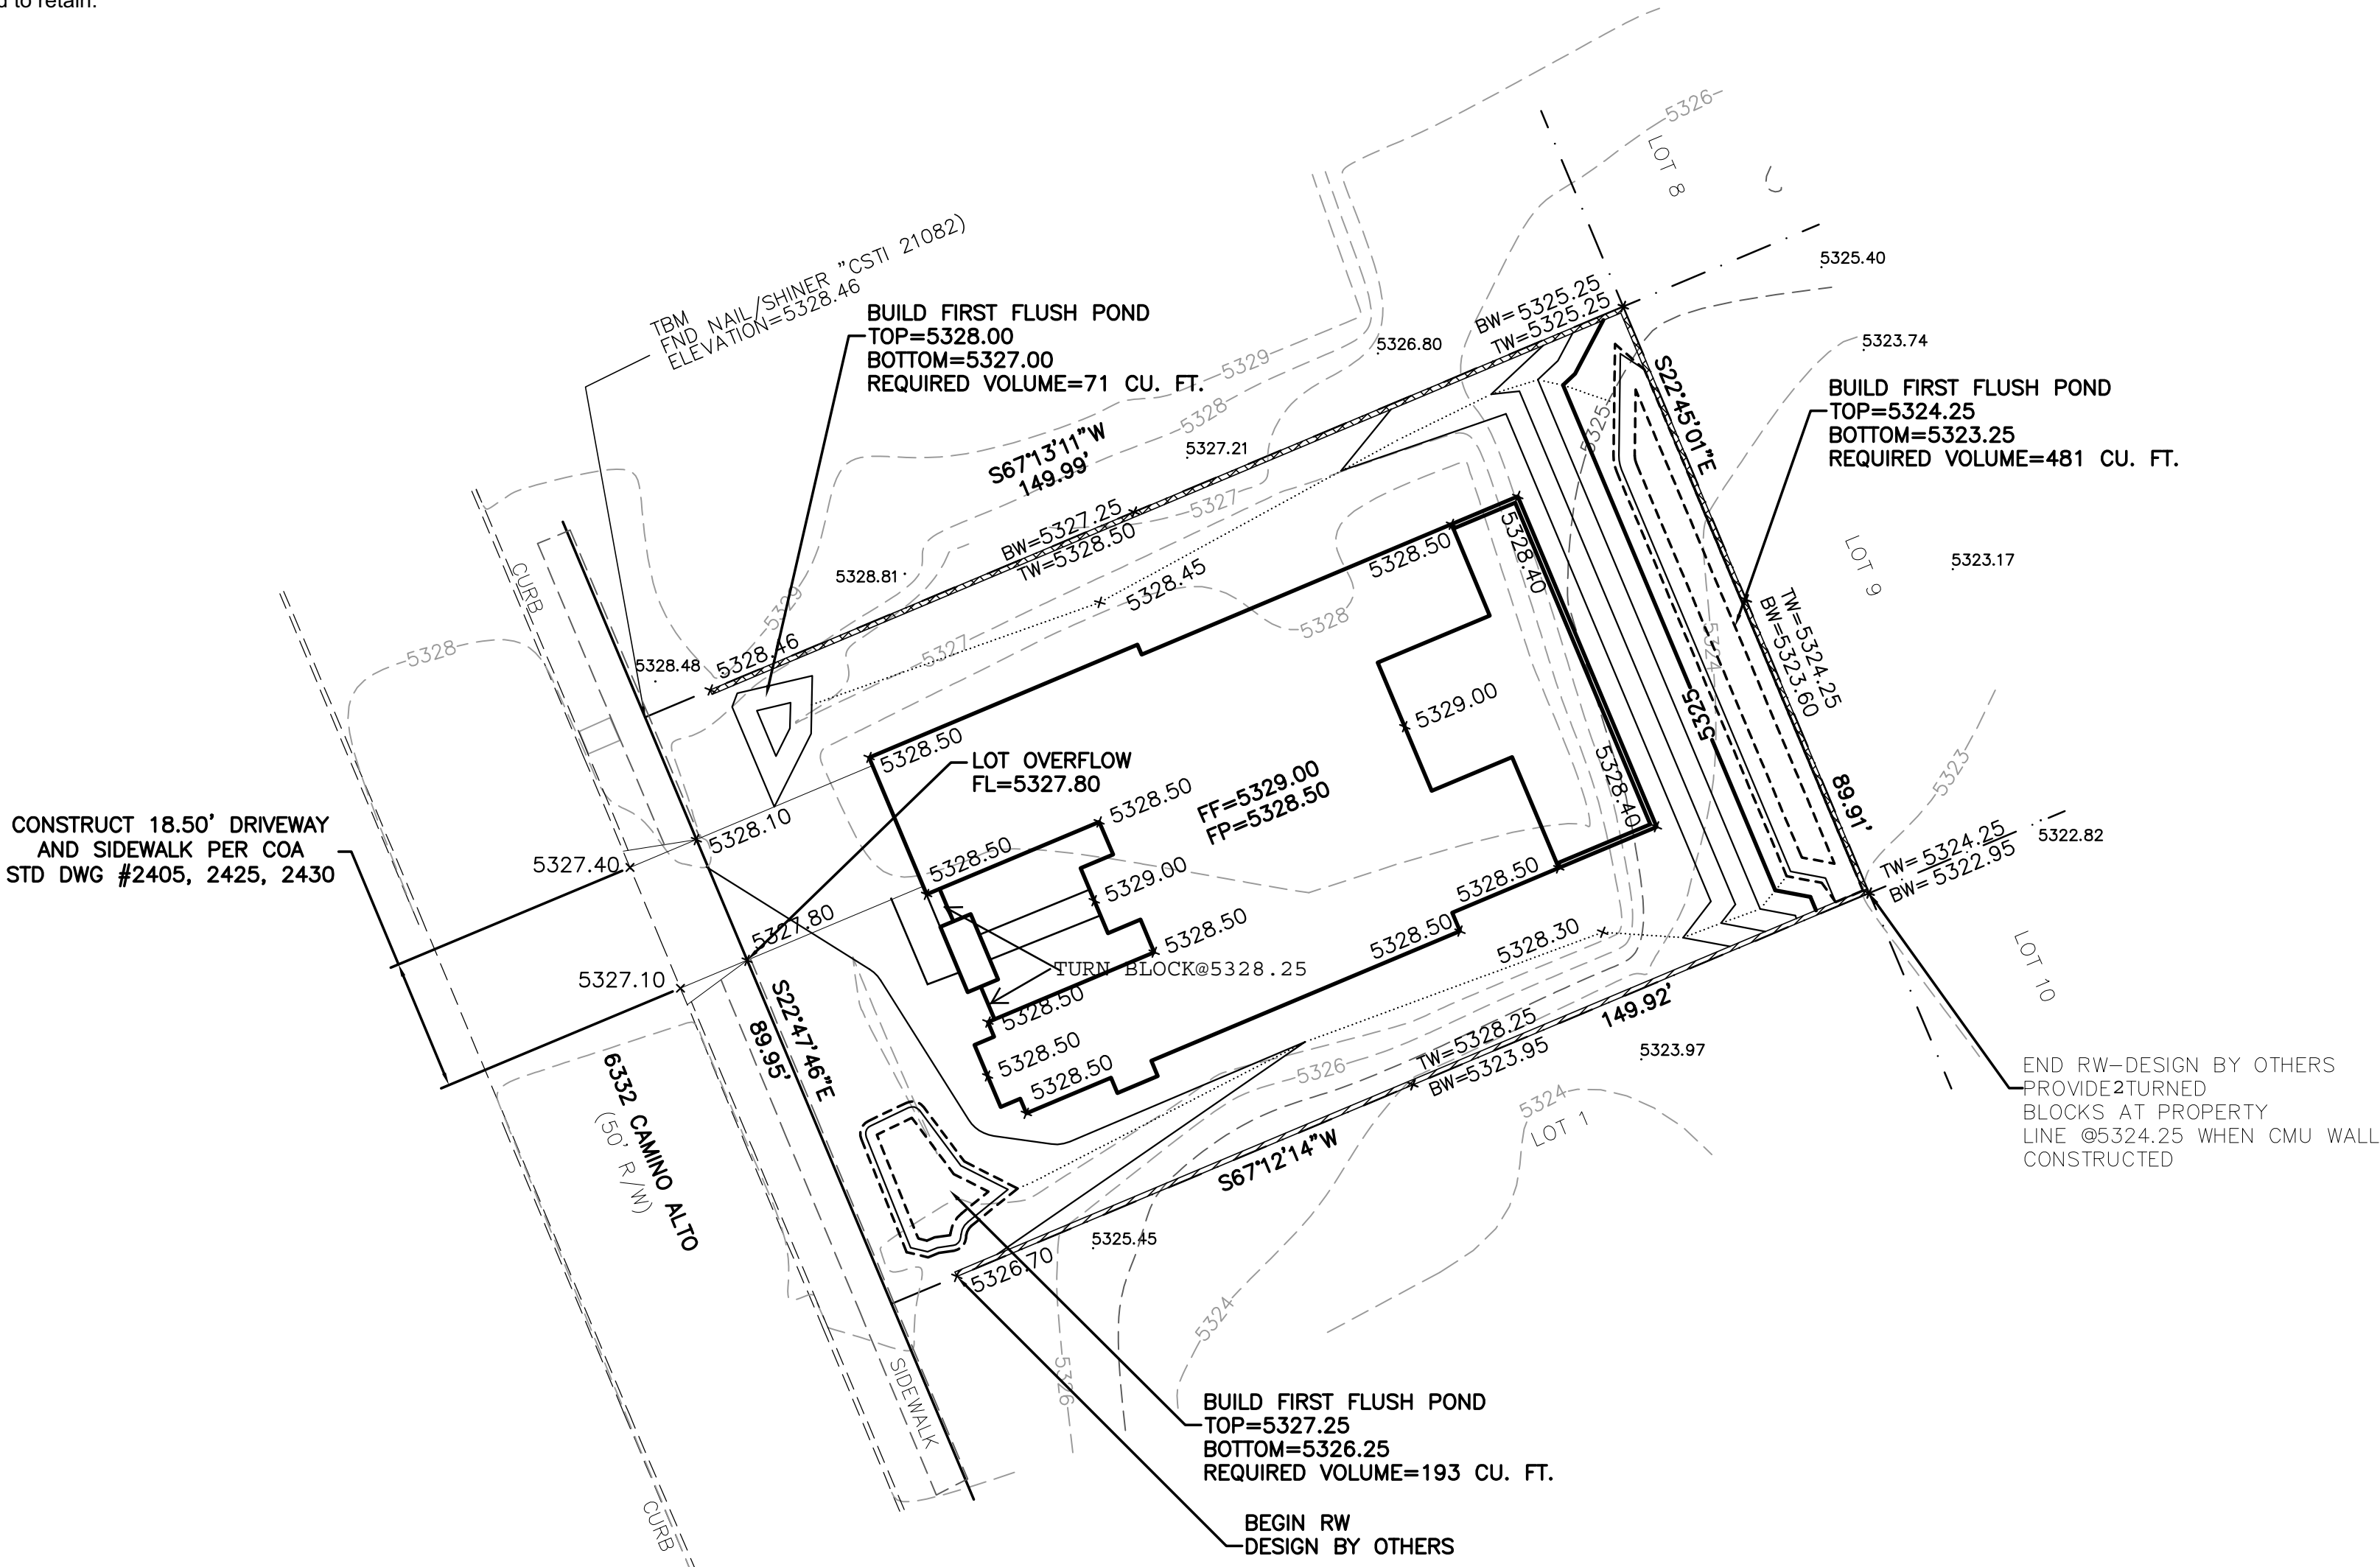 d to retain.
TBM
FND NAIL/SHINER "CSTI 21082)
ELEVATION=5328.46
BUILD FIRST FLUSH POND
TOP=5328.00
BOTTOM=5327.00
REQUIRED VOLUME=71 CU. FT.
5326
LOT 8
5325.40
BW=5325.25
TW=5325.25
5326.80
5329
5328
5323.74
S22°45'01"E
BUILD FIRST FLUSH POND
TOP=5324.25
BOTTOM=5323.25
REQUIRED VOLUME=481 CU. FT.
5325
S67°13'11"W
149.99'
5327.21
5327
BW=5327.25
TW=5328.50
5328.81
5329
5328.45
5328.50
5328.40
5328
LOT 9
5323.17
CURB
5328
5328.48
5328.46
5327
5324
TW=5324.25
BW=5323.60
5329.00
5325
5328.50
LOT OVERFLOW
FL=5327.80
5328.50
FF=5329.00
FP=5328.50
5328.40
89.91'
5323
CONSTRUCT 18.50' DRIVEWAY
AND SIDEWALK PER COA
STD DWG #2405, 2425, 2430
5328.10
5327.40
5328.50
5329.00
TW=5324.25
BW=5322.95
5322.82
5327.80
5328.50
5328.50
5328.50
5328.30
5327.10
TURN BLOCK@5328.25
LOT 10
S22°47'46"E
89.95'
5328.50
5328.50
5328.50
149.92'
TW=5328.25
BW=5323.95
5323.97
5326
6332 CAMINO ALTO
(50' R/W)
END RW-DESIGN BY OTHERS
PROVIDE2TURNED
BLOCKS AT PROPERTY
LINE @5324.25 WHEN CMU WALL
CONSTRUCTED
5324
LOT 1
S67°12'14"W
5325.45
5326.70
5324
5326
SIDEWALK
BUILD FIRST FLUSH POND
TOP=5327.25
BOTTOM=5326.25
REQUIRED VOLUME=193 CU. FT.
CURB
BEGIN RW
DESIGN BY OTHERS